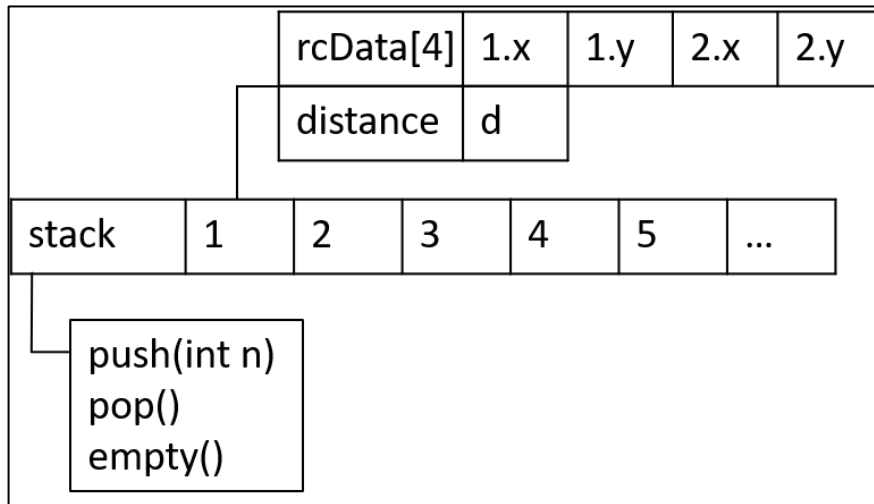 rcData[4] 1.x 1.y 2.x 2.y
distance d
stack 1 2 3 4 5 ...
push(int n)
pop()
empty()